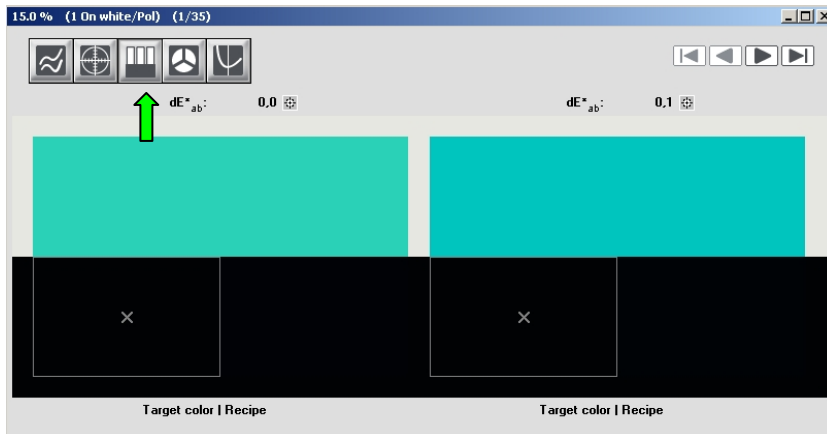 15.0 % (1 On white/Pol) (1/35)
dE*ab: 0,0 dE*ab: 0,1
Target color | Recipe Target color | Recipe